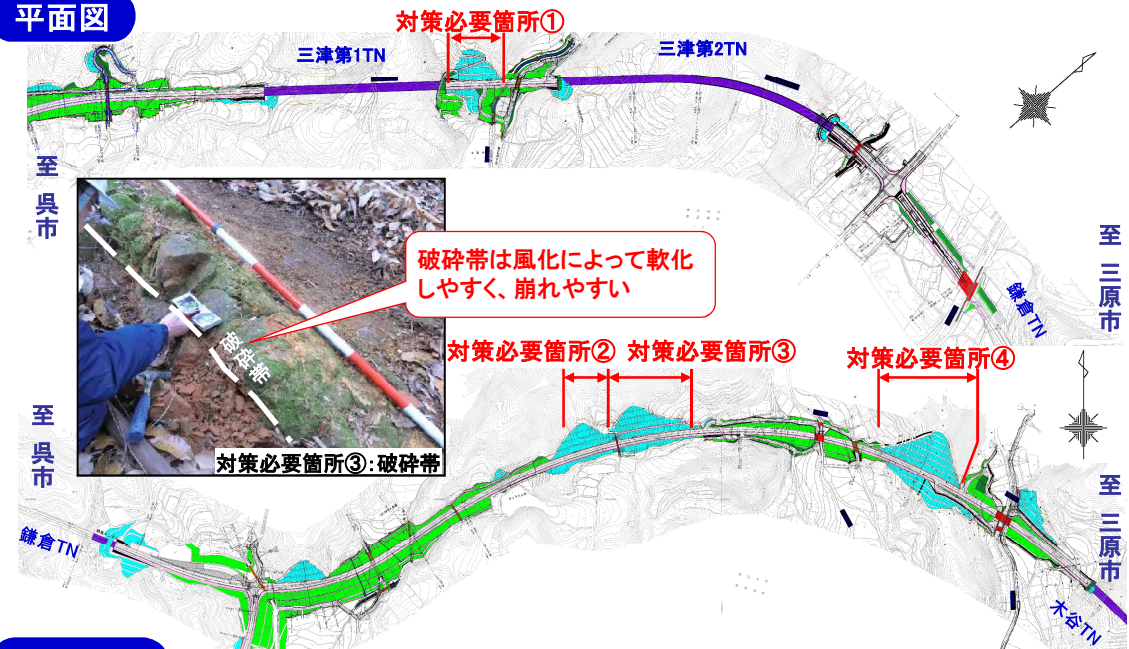 平面図
対策必要箇所①
三津第1TN
三津第2TN
至 呉市
至 三原市
鎌倉TN
破砕帯は風化によって軟化
しやすく、崩れやすい
破砕帯
対策必要箇所③:破砕帯
対策必要箇所② 対策必要箇所③
対策必要箇所④
至 呉市
至 三原市
鎌倉TN
木谷TN